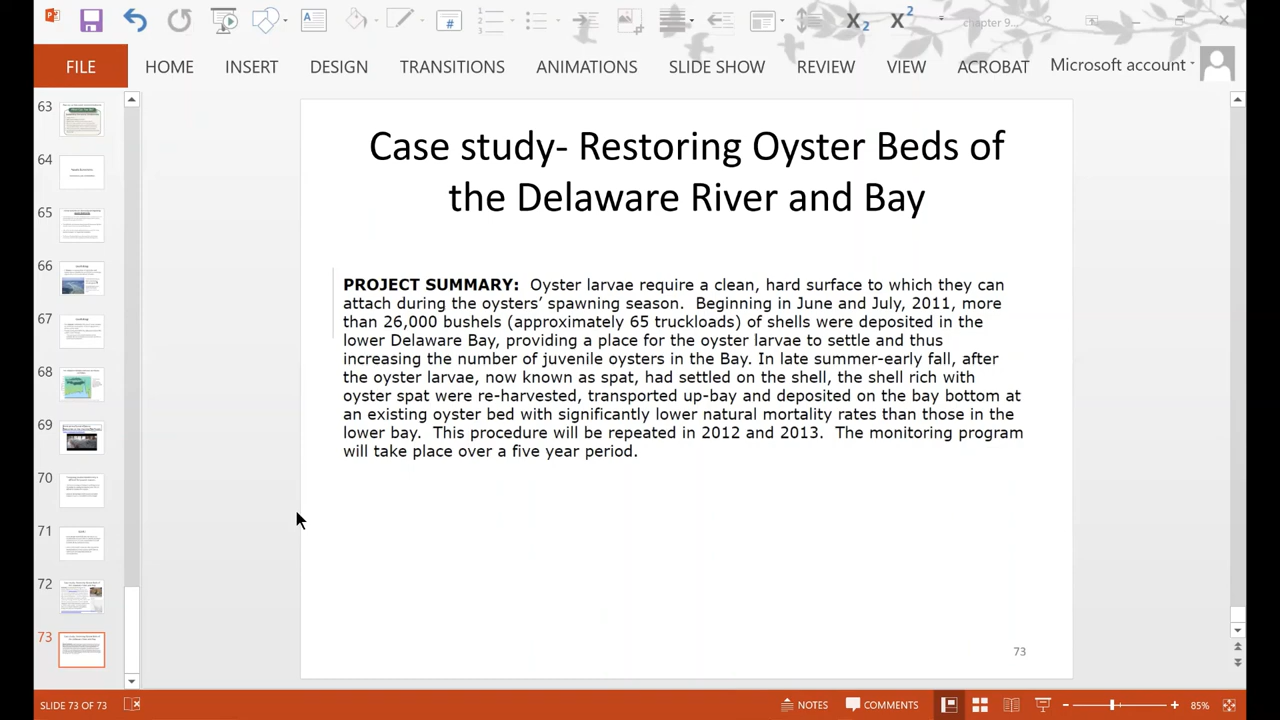 chapter 9...
?
FILE
HOME
INSERT
DESIGN
TRANSITIONS
ANIMATIONS
SLIDE SHOW
REVIEW
VIEW
ACROBAT
Microsoft account
63
64
65
66
67
68
69
70
71
72
73
Case study- Restoring Oyster Beds of
the Delaware River and Bay
PROJECT SUMMARY: Oyster larvae require a clean, hard surface to which they can
attach during the oysters’ spawning season. Beginning in June and July, 2011, more
than 26,000 bushels (approximately 65 truckloads) of shells were deposited in the
lower Delaware Bay, providing a place for the oyster larvae to settle and thus
increasing the number of juvenile oysters in the Bay. In late summer-early fall, after
the oyster larvae, now known as spat, had settled on the shell, the shell rich with
oyster spat were re-harvested, transported up-bay and deposited on the bay bottom at
an existing oyster bed with significantly lower natural mortality rates than those in the
lower bay. This procedure will be repeated in 2012 and 2013. The monitoring program
will take place over a five year period.
73
SLIDE 73 OF 73
NOTES
COMMENTS
85%